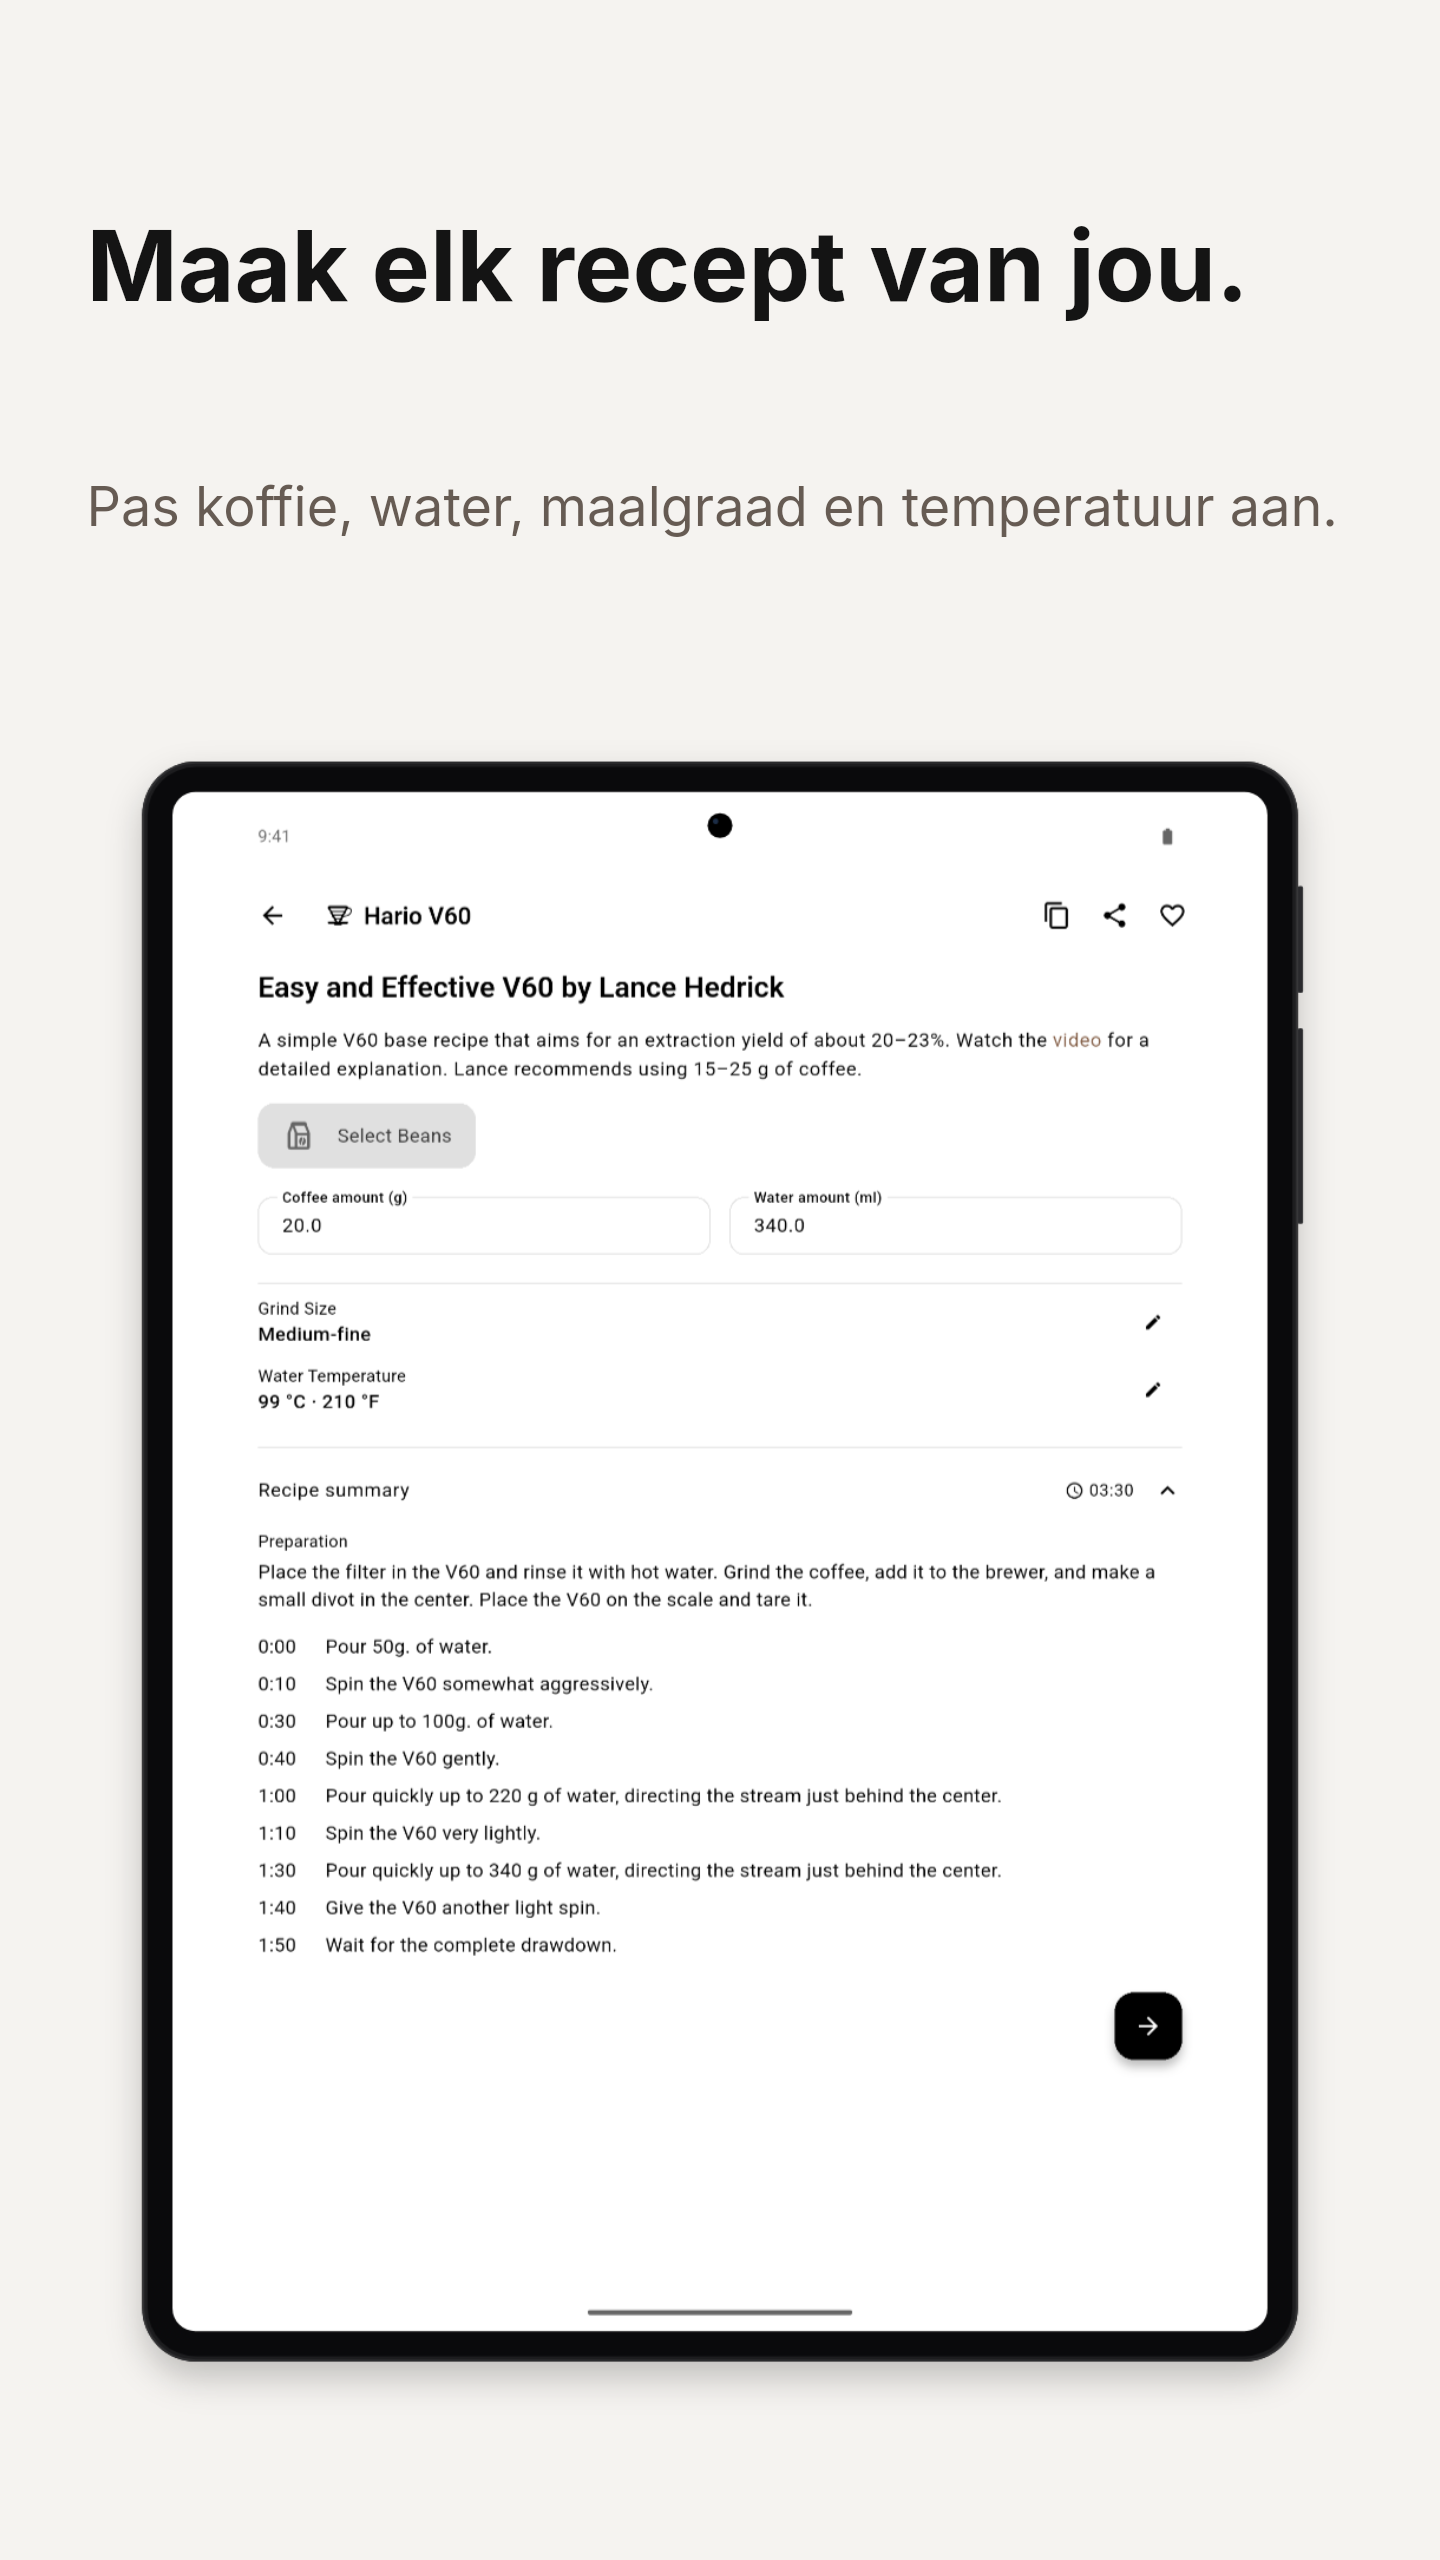 Maak elk recept van jou.
Pas koffie, water, maalgraad en temperatuur aan.
9:41
Hario V60
Easy and Effective V60 by Lance Hedrick
A simple V60 base recipe that aims for an extraction yield of about 20–23%. Watch the video for a
detailed explanation. Lance recommends using 15–25 g of coffee.
Select Beans
Coffee amount (g)
20.0
Water amount (ml)
340.0
Grind Size
Medium-fine
Water Temperature
99 °C · 210 °F
Recipe summary
03:30
Preparation
Place the filter in the V60 and rinse it with hot water. Grind the coffee, add it to the brewer, and make a
small divot in the center. Place the V60 on the scale and tare it.
0:00 Pour 50g. of water.
0:10 Spin the V60 somewhat aggressively.
0:30 Pour up to 100g. of water.
0:40 Spin the V60 gently.
1:00 Pour quickly up to 220 g of water, directing the stream just behind the center.
1:10 Spin the V60 very lightly.
1:30 Pour quickly up to 340 g of water, directing the stream just behind the center.
1:40 Give the V60 another light spin.
1:50 Wait for the complete drawdown.